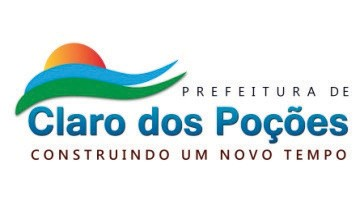 PREFEITURA DE
Claro dos Poções
CONSTRUINDO UM NOVO TEMPO